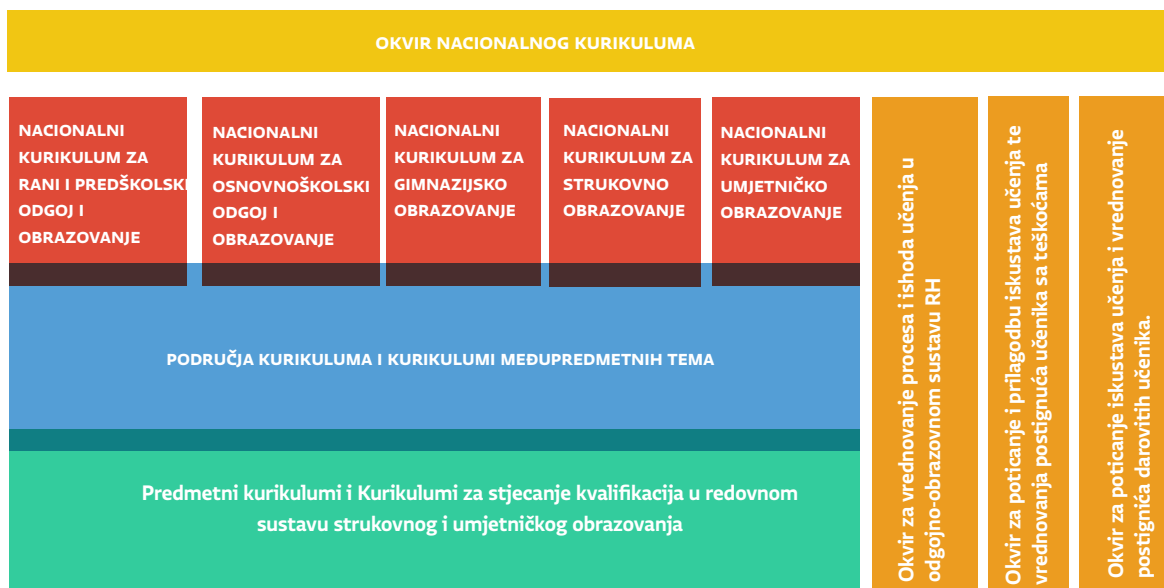 OKVIR NACIONALNOG KURIKULUMA
NACIONALNI
KURIKULUM ZA
RANI I PREDŠKOLSKI
ODGOJ I
OBRAZOVANJE
NACIONALNI
KURIKULUM ZA
OSNOVNOŠKOLSKI
ODGOJ I
OBRAZOVANJE
NACIONALNI
KURIKULUM ZA
GIMNAZIJSKO
OBRAZOVANJE
NACIONALNI
KURIKULUM ZA
STRUKOVNO
OBRAZOVANJE
NACIONALNI
KURIKULUM ZA
UMJETNIČKO
OBRAZOVANJE
PODRUČJA KURIKULUMA I KURIKULUMI MEĐUPREDMETNIH TEMA
Predmetni kurikulumi i Kurikulumi za stjecanje kvalifikacija u redovnom
sustavu strukovnog i umjetničkog obrazovanja
Okvir za vrednovanje procesa i ishoda učenja u
odgojno-obrazovnom sustavu RH
Okvir za poticanje i prilagodbu iskustava učenja te
vrednovanja postignuća učenika sa teškoćama
Okvir za poticanje iskustava učenja i vrednovanje
postignića darovitih učenika.